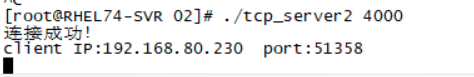 [root@RHEL74-SVR 02]# ./tcp_server2 4000
连接成功!
client IP:192.168.80.230  port:51358